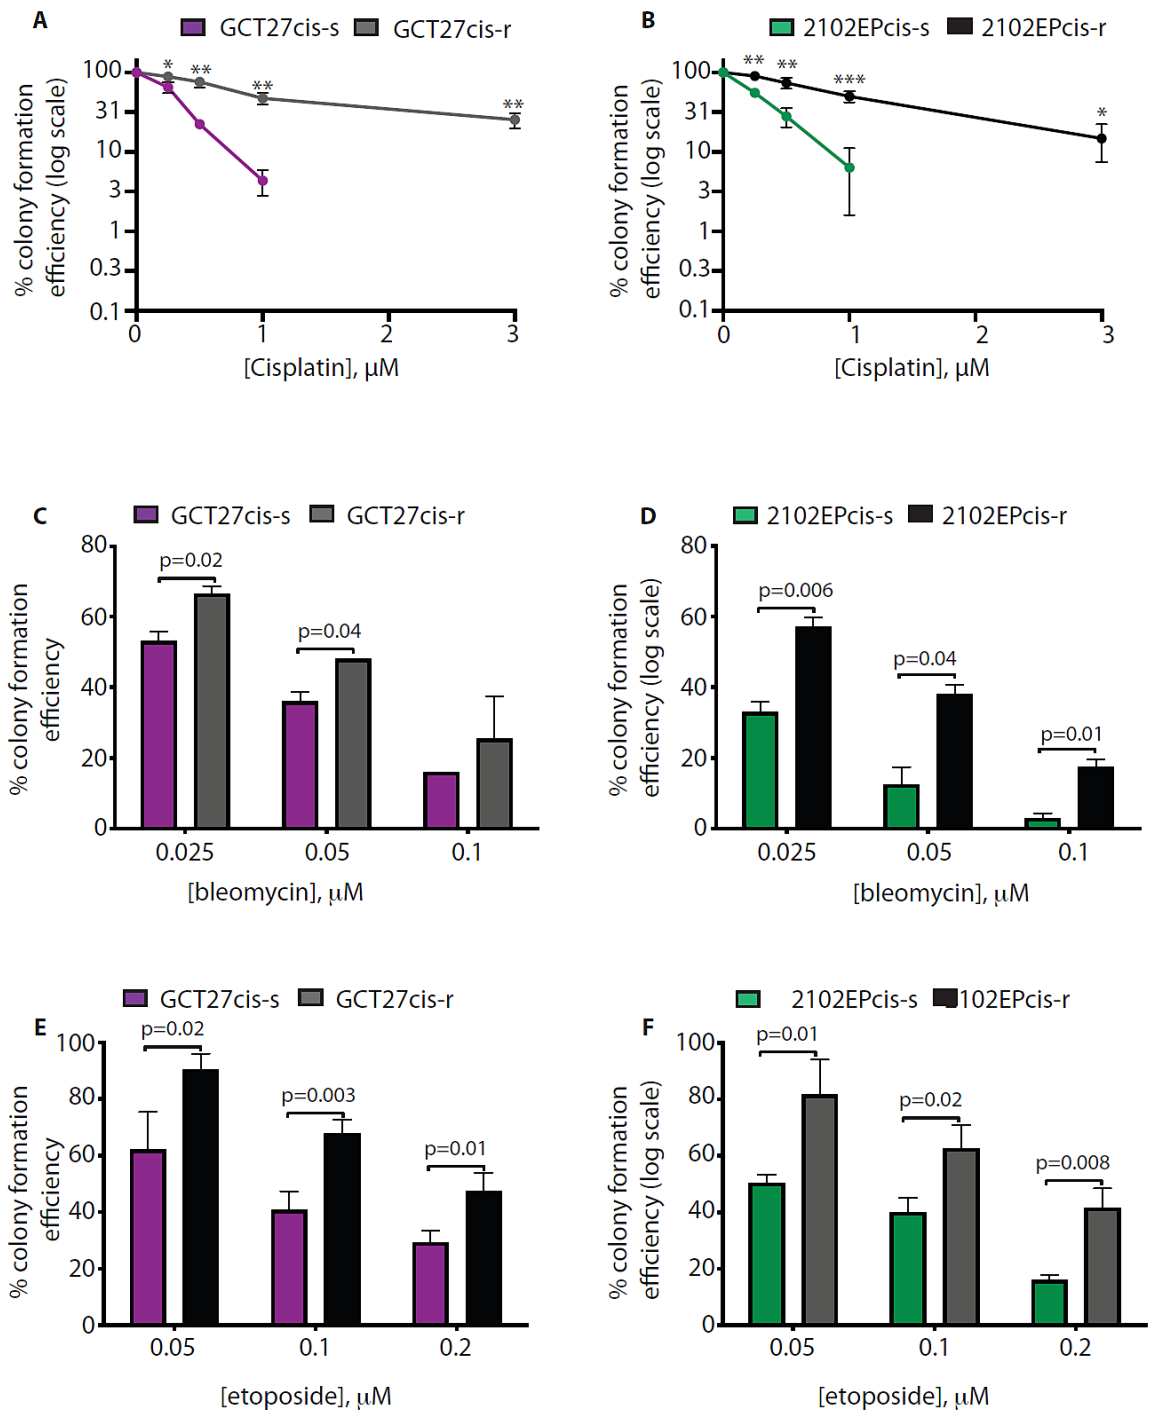 A
GCT27cis-s GCT27cis-r
% colony formation
efficiency (log scale)
100
31
10
3
1
0.3
0.1
* ** ** **
0 1 2 3
[Cisplatin], µM
B
2102EPcis-s 2102EPcis-r
% colony formation
efficiency (log scale)
100
31
10
3
1
0.3
0.1
** ** *** *
0 1 2 3
[Cisplatin], µM
C
GCT27cis-s GCT27cis-r
% colony formation
efficiency
80
60
40
20
0
p=0.02
p=0.04
0.025 0.05 0.1
[bleomycin], µM
D
2102EPcis-s 2102EPcis-r
% colony formation
efficiency (log scale)
80
60
40
20
0
p=0.006
p=0.04
p=0.01
0.025 0.05 0.1
[bleomycin], µM
E
GCT27cis-s GCT27cis-r
% colony formation
efficiency
100
80
60
40
20
0
p=0.02
p=0.003
p=0.01
0.05 0.1 0.2
[etoposide], µM
F
2102EPcis-s 102EPcis-r
% colony formation
efficiency (log scale)
100
80
60
40
20
0
p=0.01
p=0.02
p=0.008
0.05 0.1 0.2
[etoposide], µM